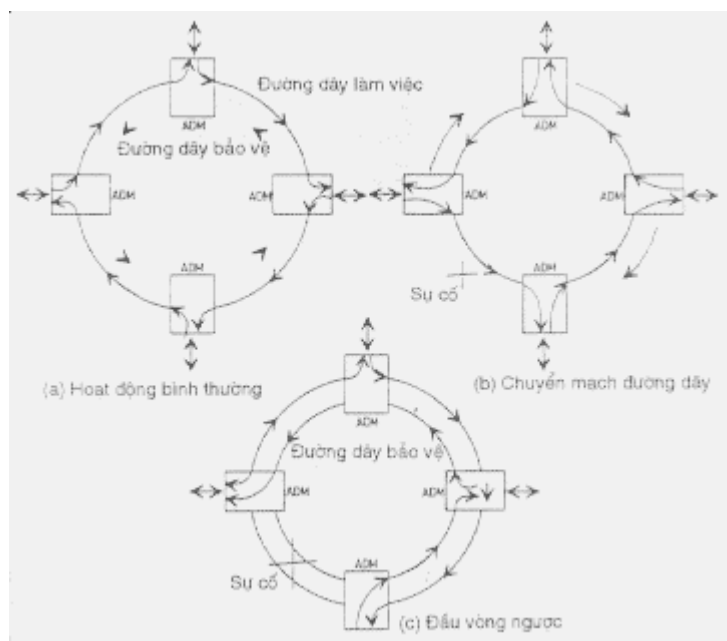 Đường dây làm việc
ADM
Đường dây bảo vệ
ADM
ADM
ADM
(a) Hoạt động bình thường
ADM
ADM
ADM
ADM
Sự cố
(b) Chuyển mạch đường dây
ADM
Đường dây bảo vệ
ADM
ADM
ADM
Sự cố
(c) Đấu vòng ngược